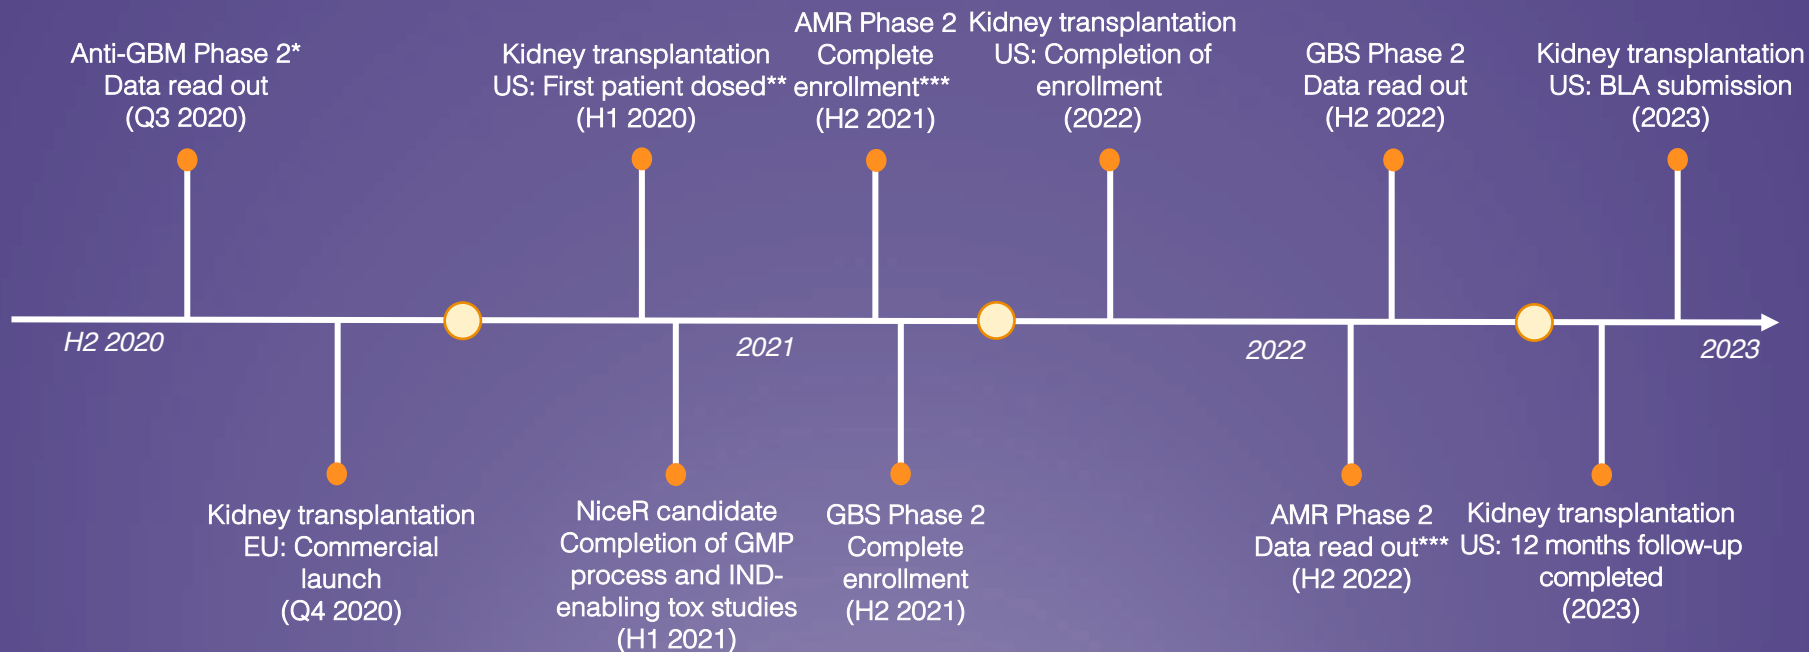 Anti-GBM Phase 2*
Data read out
(Q3 2020)
Kidney transplantation
US: First patient dosed**
(H1 2020)
AMR Phase 2
Complete
enrollment***
(H2 2021)
Kidney transplantation
US: Completion of
enrollment
(2022)
GBS Phase 2
Data read out
(H2 2022)
Kidney transplantation
US: BLA submission
(2023)
H2 2020
2021
2022
2023
Kidney transplantation
EU: Commercial
launch
(Q4 2020)
NiceR candidate
Completion of GMP
process and IND-
enabling tox studies
(H1 2021)
GBS Phase 2
Complete
enrollment
(H2 2021)
AMR Phase 2
Data read out***
(H2 2022)
Kidney transplantation
US: 12 months follow-up
completed
(2023)